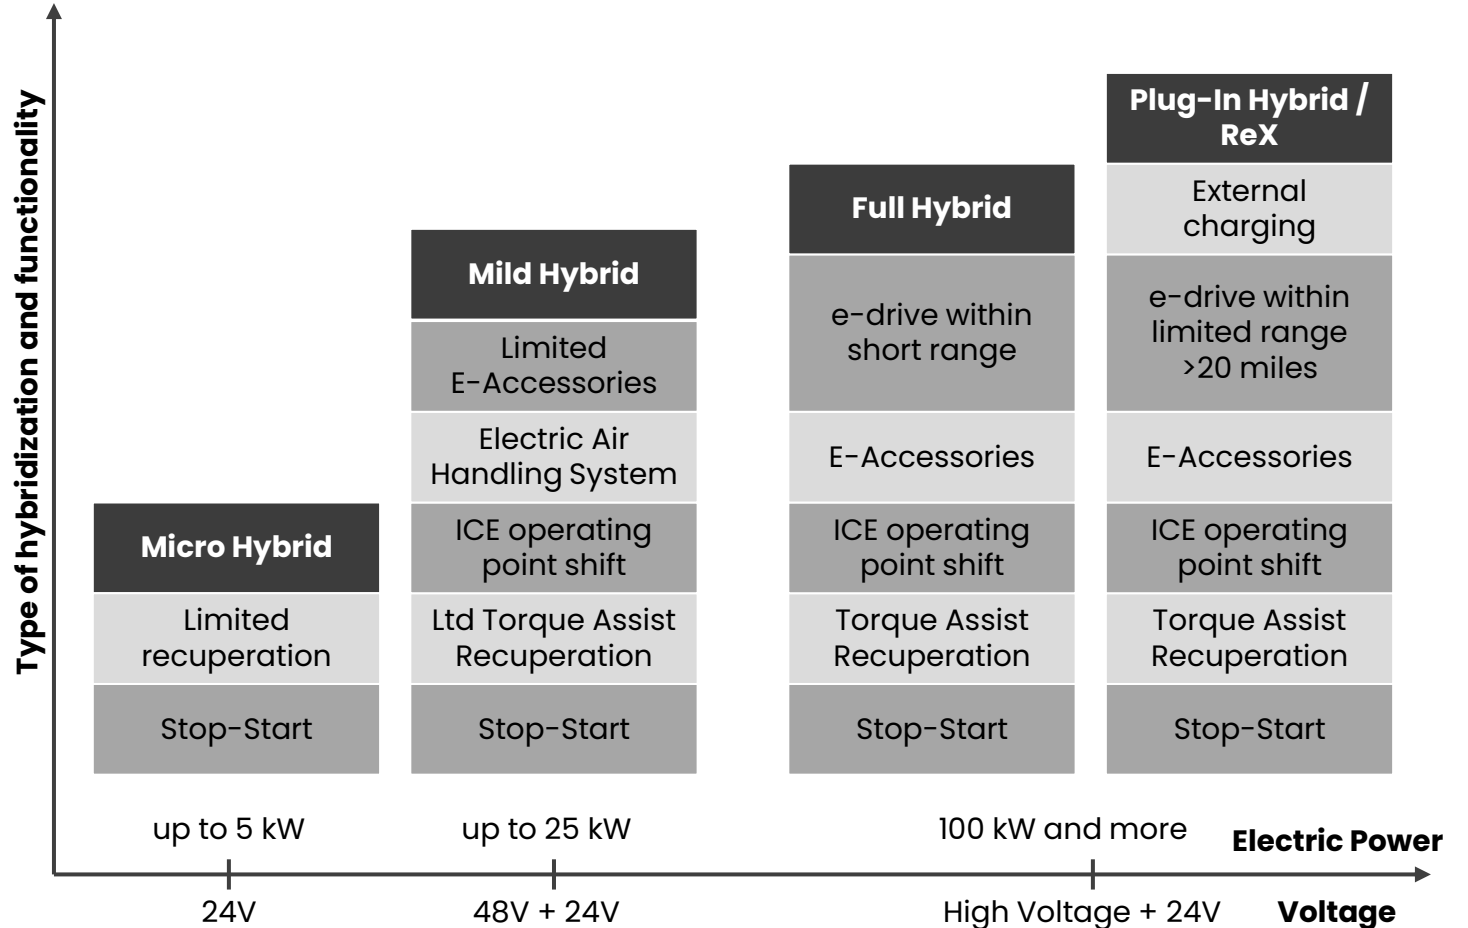 Type of hybridization and functionality
Micro Hybrid
Limited
recuperation
Stop-Start
Mild Hybrid
Limited
E-Accessories
Electric Air
Handling System
ICE operating
point shift
Ltd Torque Assist
Recuperation
Stop-Start
Full Hybrid
e-drive within
short range
E-Accessories
ICE operating
point shift
Torque Assist
Recuperation
Stop-Start
Plug-In Hybrid /
ReX
External
charging
e-drive within
limited range
>20 miles
E-Accessories
ICE operating
point shift
Torque Assist
Recuperation
Stop-Start
up to 5 kW
up to 25 kW
100 kW and more
Electric Power
24V
48V + 24V
High Voltage + 24V
Voltage